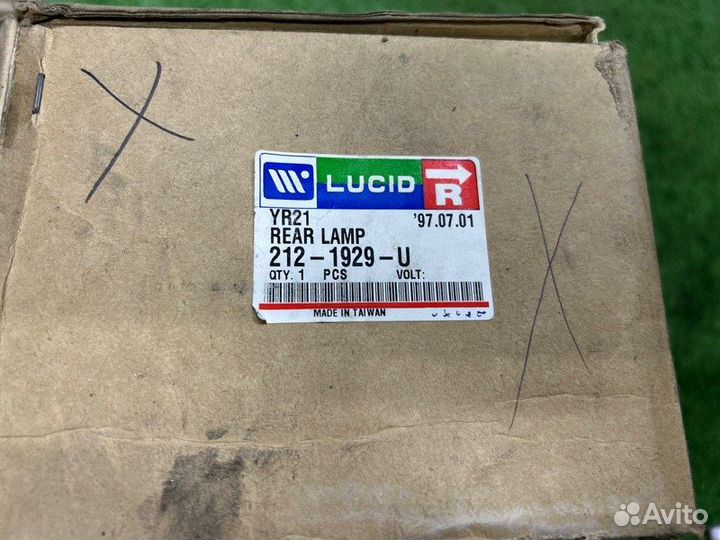 LUCID R
YR21 '97.07.01
REAR LAMP
212-1929-U
QTY: 1 PCS VOLT:
MADE IN TAIWAN
Avito